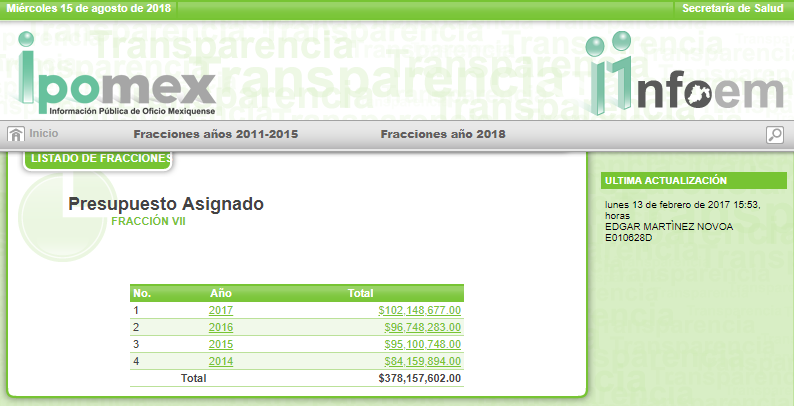 Miércoles 15 de agosto de 2018 Secretaría de Salud
Transparencia
Transparencia
ipomex
Información Pública de Oficio Mexiquense
infoem
Inicio Fracciones años 2011-2015 Fracciones año 2018
LISTADO DE FRACCIONES
ULTIMA ACTUALIZACIÓN
Presupuesto Asignado
FRACCIÓN VII
lunes 13 de febrero de 2017 15:53,
horas
EDGAR MARTÌNEZ NOVOA
E010628D
No. Año Total
1 2017 $102,148,677.00
2 2016 $96,748,283.00
3 2015 $95,100,748.00
4 2014 $84,159,894.00
Total $378,157,602.00